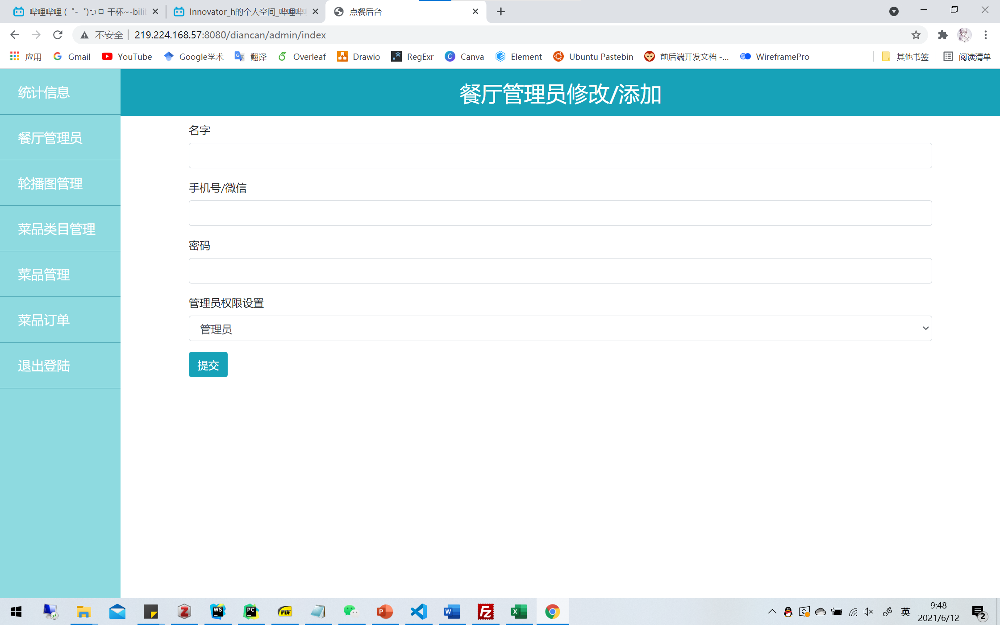 哔哩哔哩 (゜-゜)つロ 干杯~-bili
Innovator_h的个人空间_哔哩哔哩
点餐后台
不安全
219.224.168.57:8080/diancan/admin/index
应用
Gmail
YouTube
Google学术
翻译
Overleaf
Drawio
RegExr
Canva
Element
Ubuntu Pastebin
前后端开发文档 -...
WireframePro
其他书签
阅读清单
餐厅管理员修改/添加
统计信息
餐厅管理员
轮播图管理
菜品类目管理
菜品管理
菜品订单
退出登陆
名字
手机号/微信
密码
管理员权限设置
管理员
提交
WS
PC
PDF
P
W
FZ
X
英
9:48
2021/6/12
2